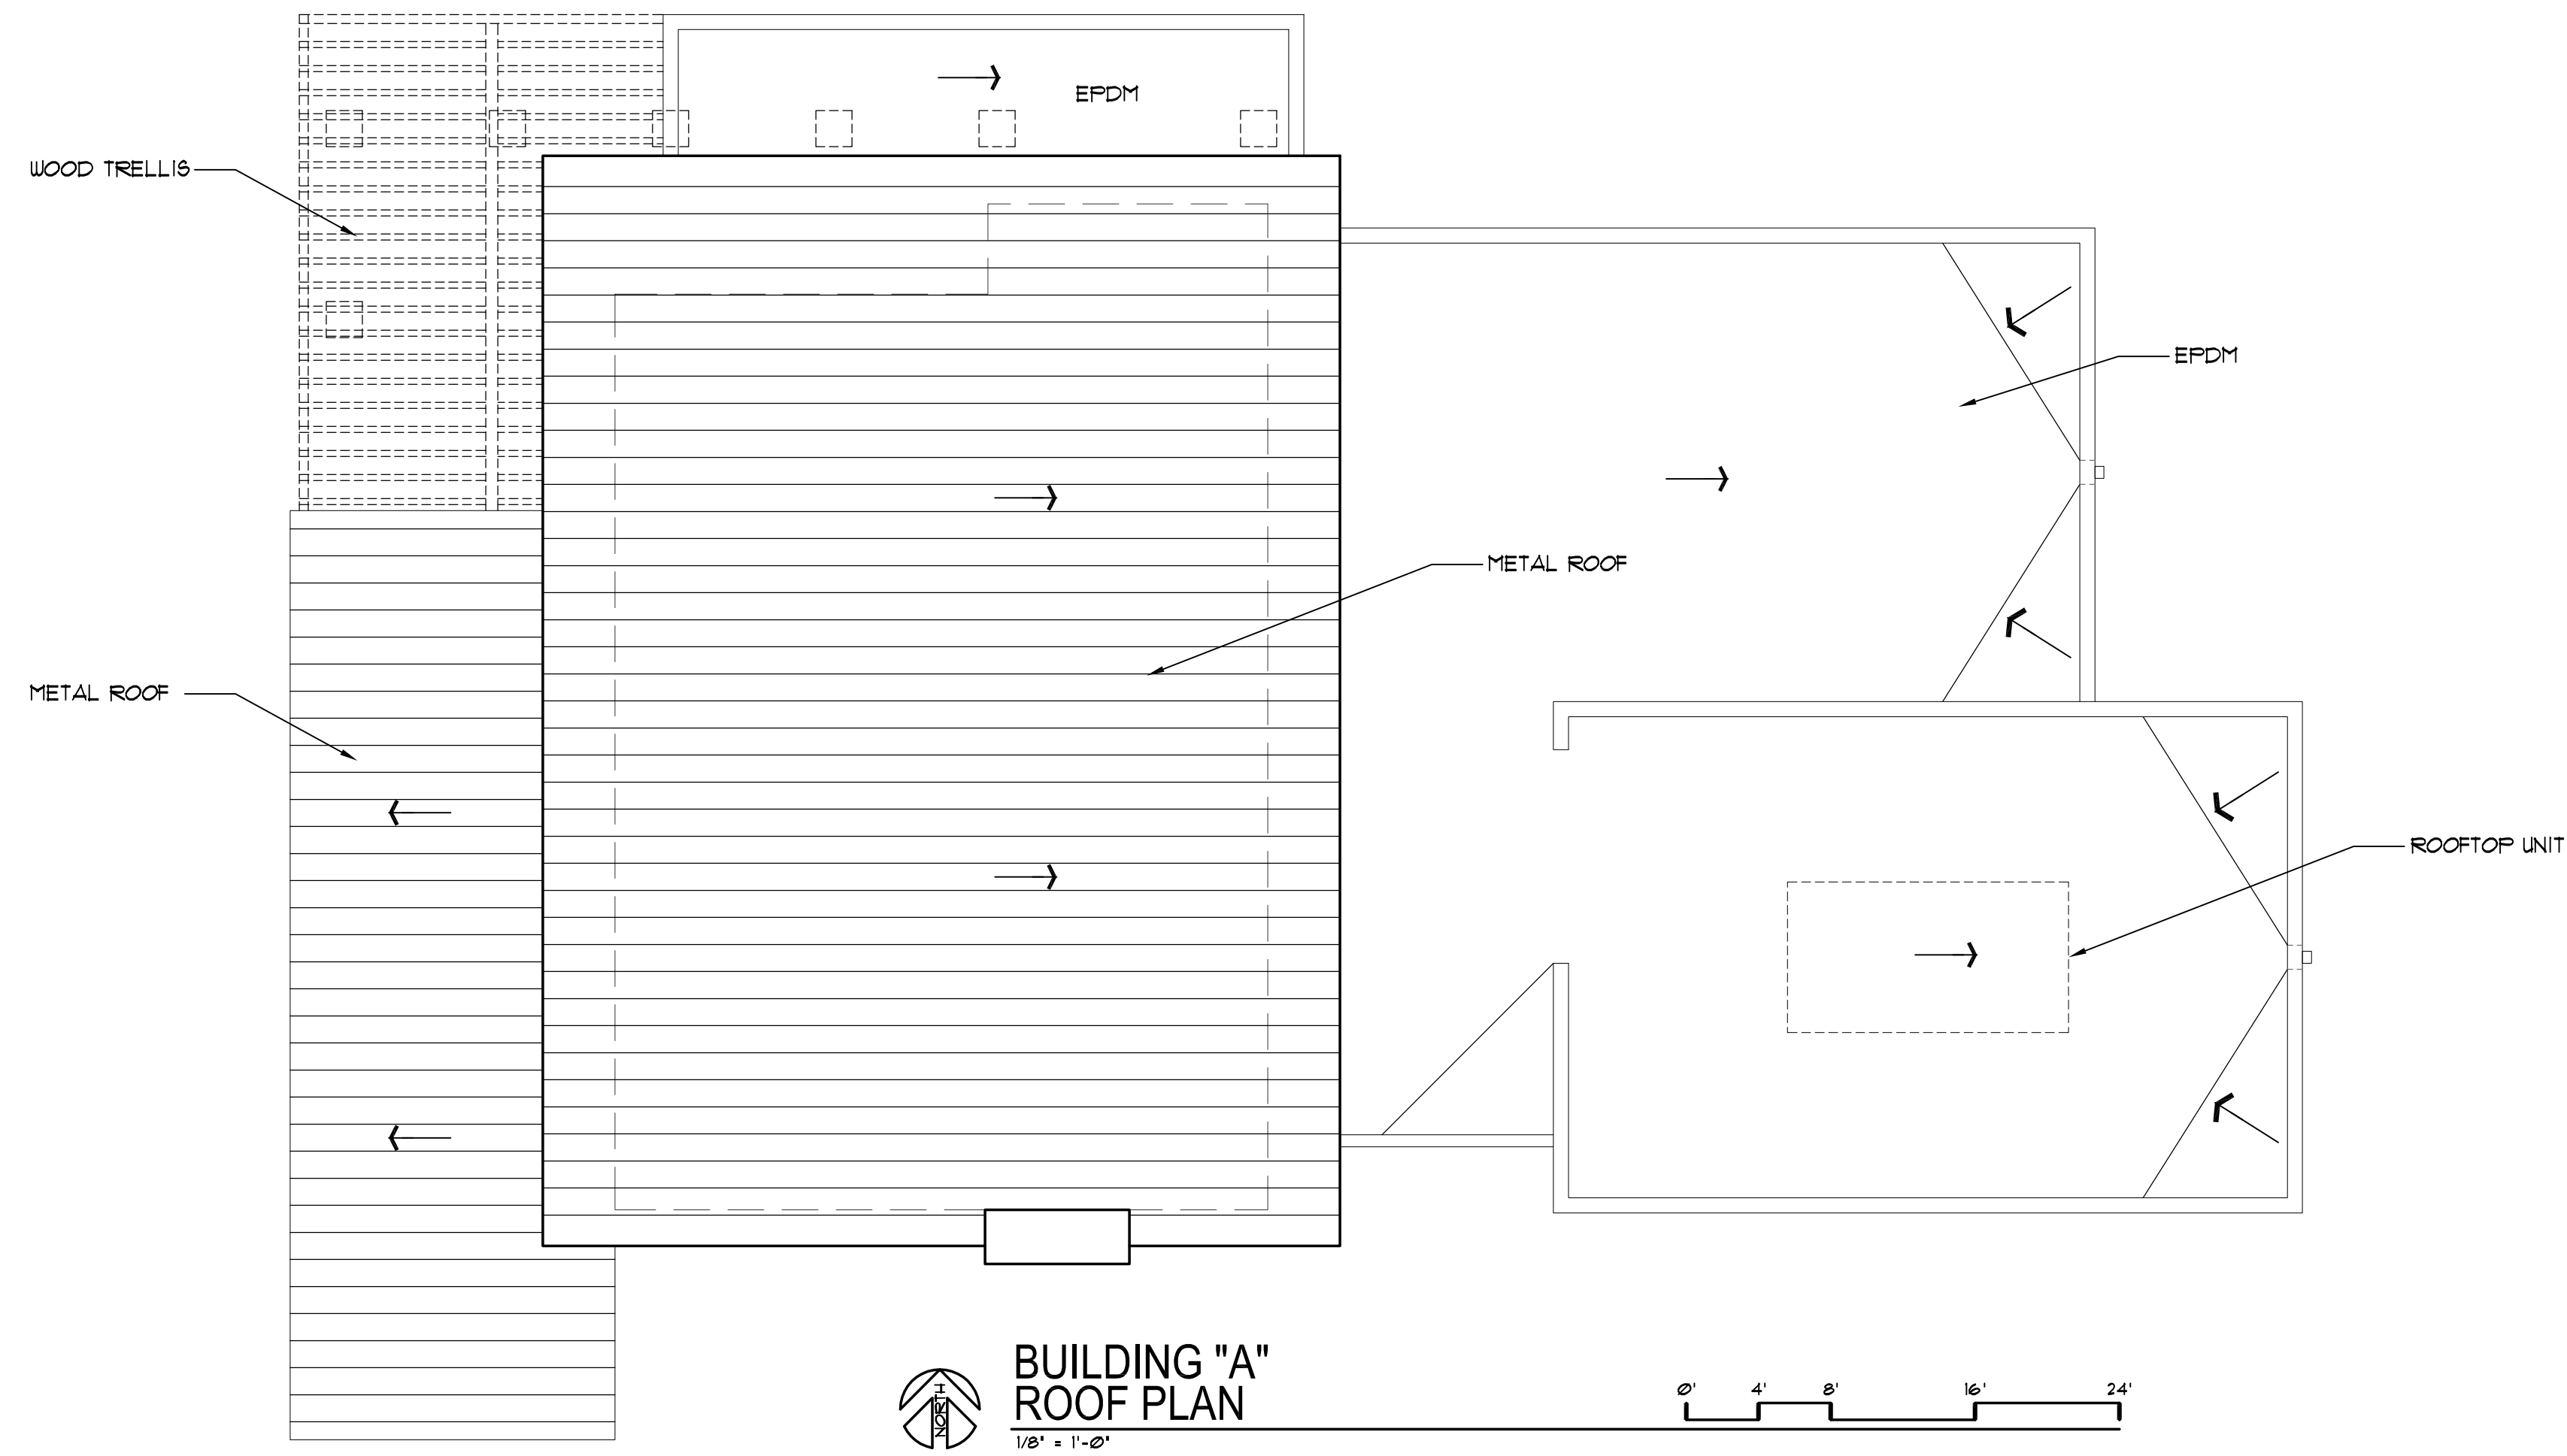 EPDM
WOOD TRELLIS
EPDM
METAL ROOF
METAL ROOF
ROOFTOP UNIT
NORTH
BUILDING "A"
ROOF PLAN
1/8" = 1'-0"
0' 4' 8' 16' 24'